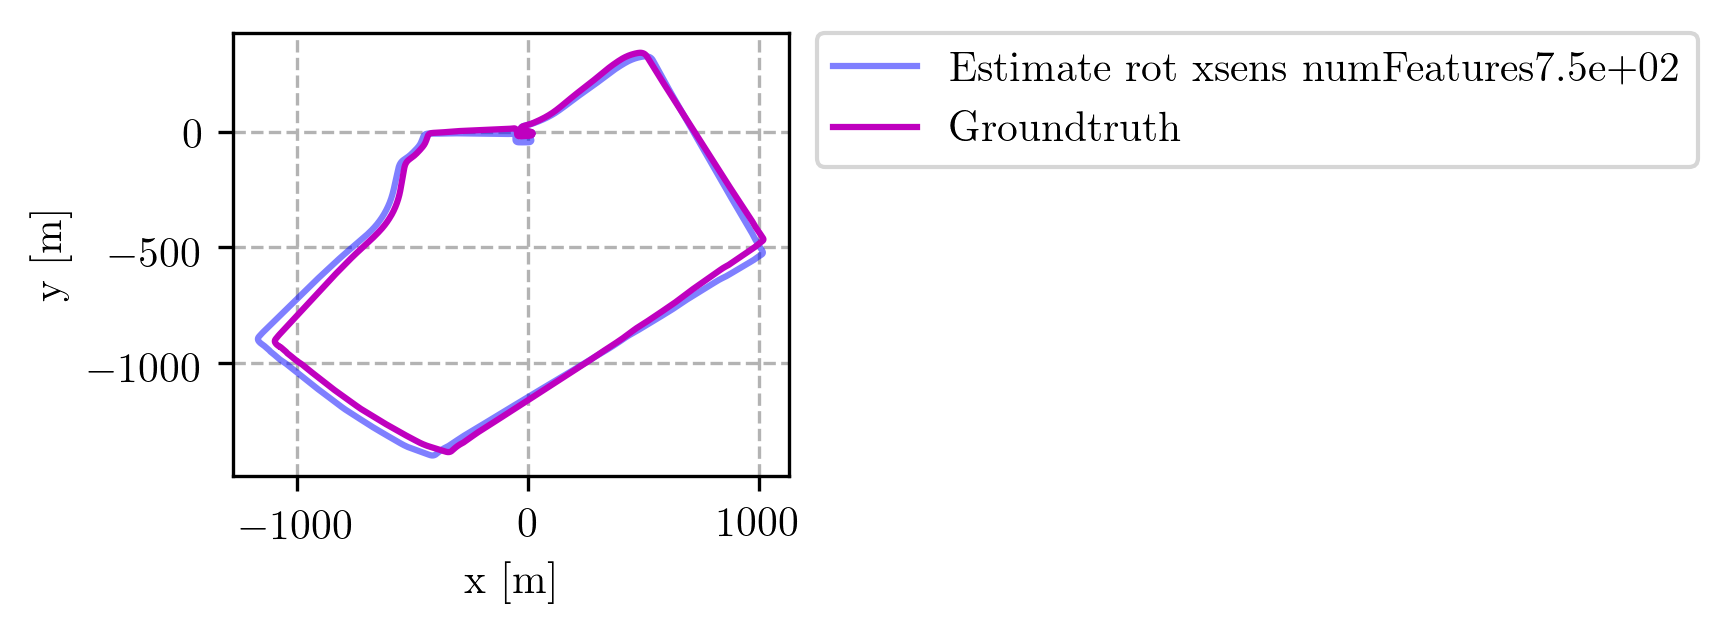 Estimate rot xsens numFeatures7.5e+02
Groundtruth
0
−500
−1000
y [m]
−1000
0
1000
x [m]